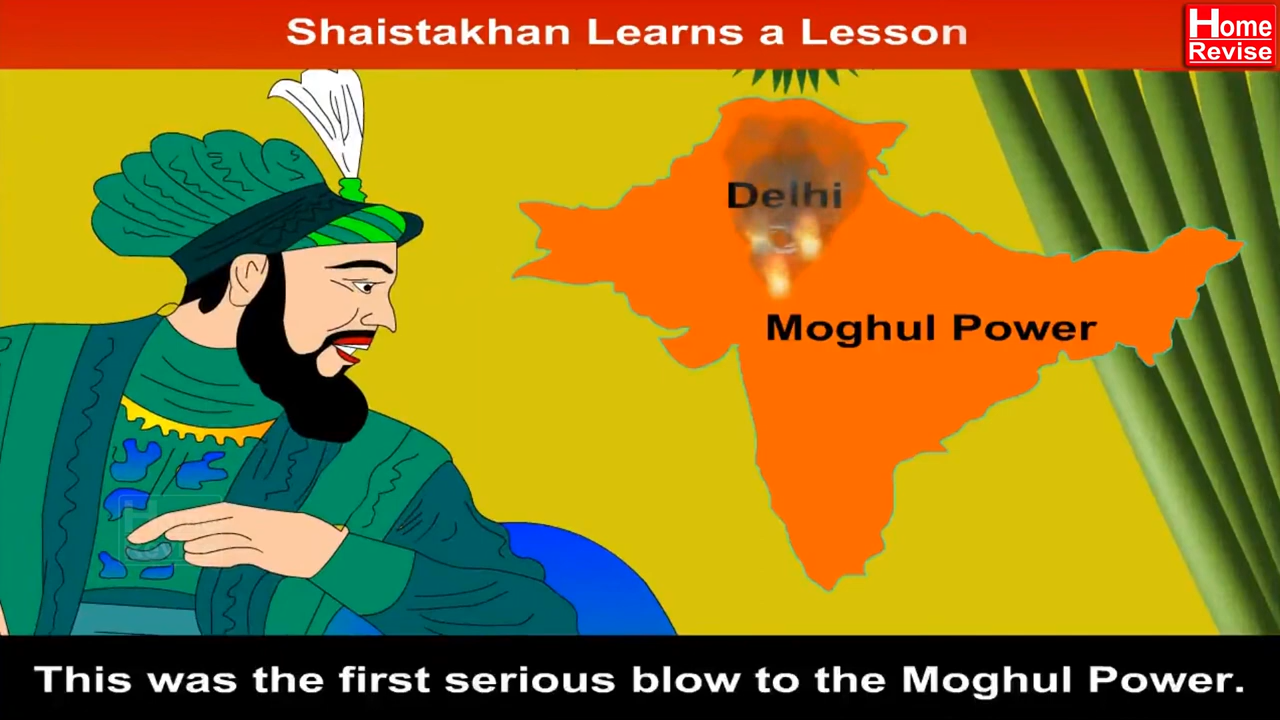 Shaistakhan Learns a Lesson
Home
Revise
Delhi
Moghul Power
This was the first serious blow to the Moghul Power.